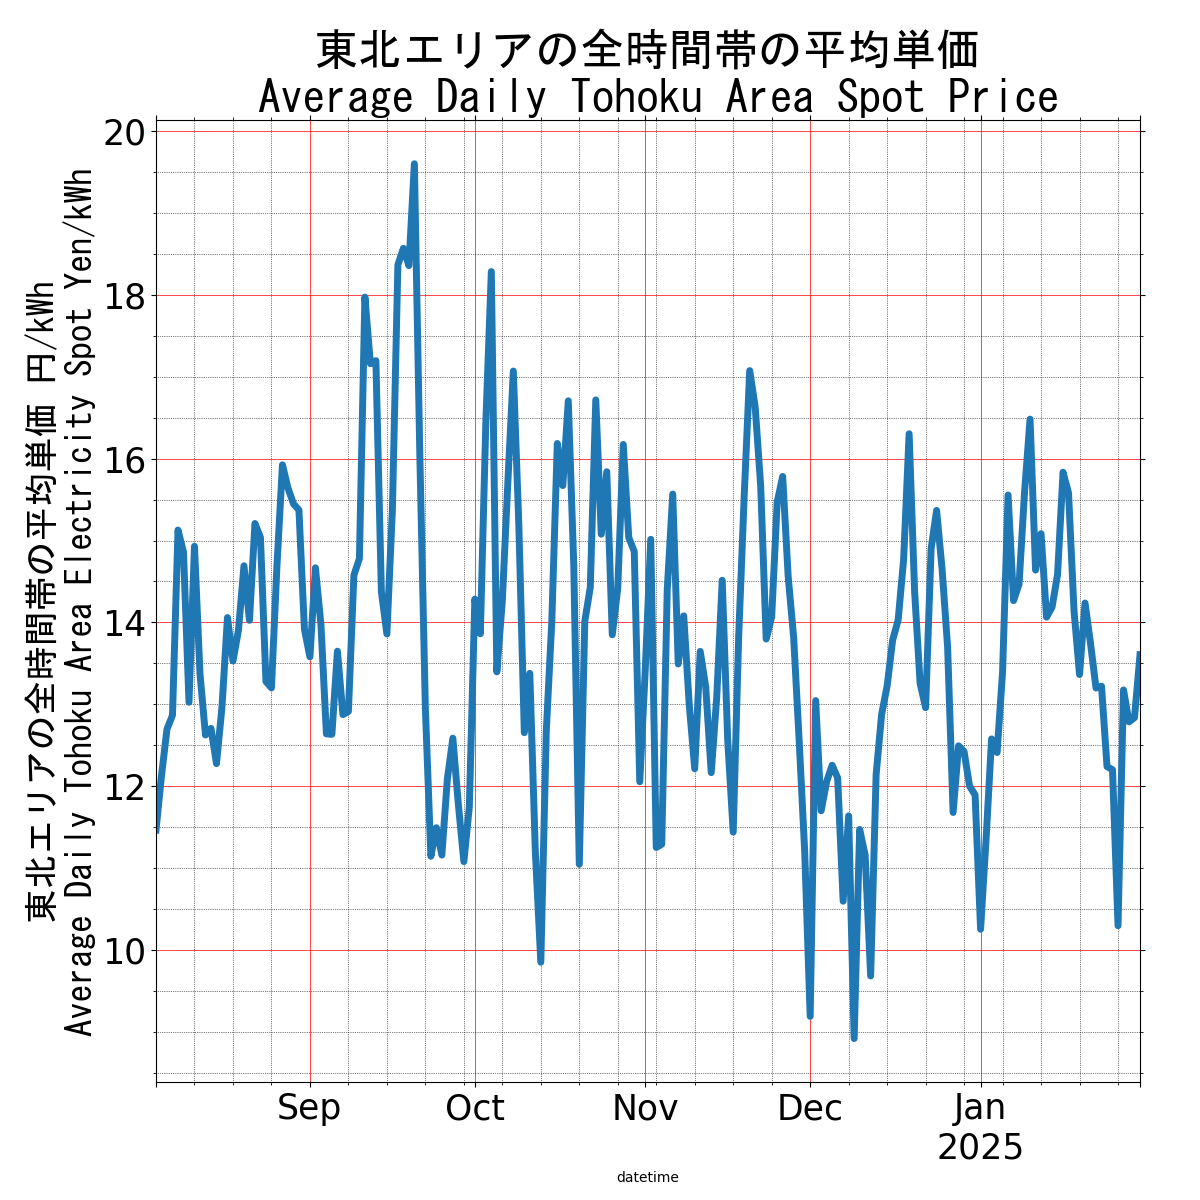 東北エリアの全時間帯の平均単価
Average Daily Tohoku Area Spot Price
東北エリアの全時間帯の平均単価 円/kWh
Average Daily Tohoku Area Electricity Spot Yen/kWh
20
18
16
14
12
10
Sep
Oct
Nov
Dec
Jan
2025
datetime